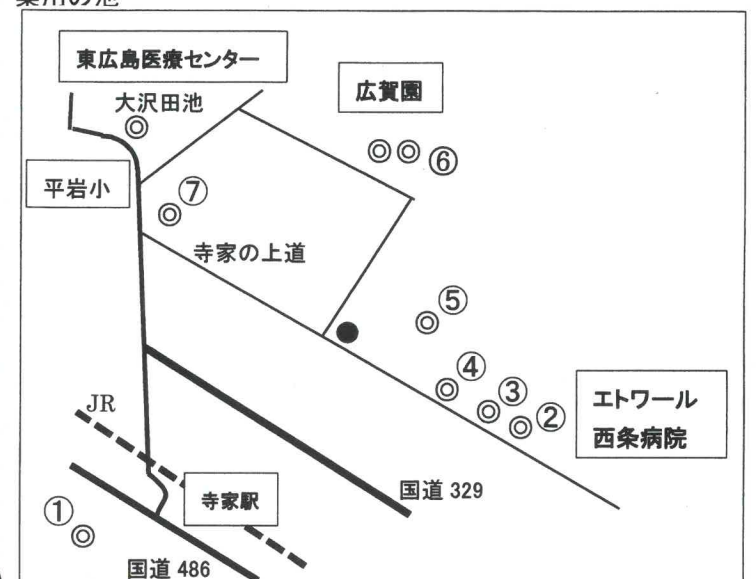 東広島医療センター
大沢田池
広賀園
⑥
平岩小
⑦
寺家の上道
⑤
④
③
②
エトワール
西条病院
JR
国道 329
寺家駅
①
国道 486